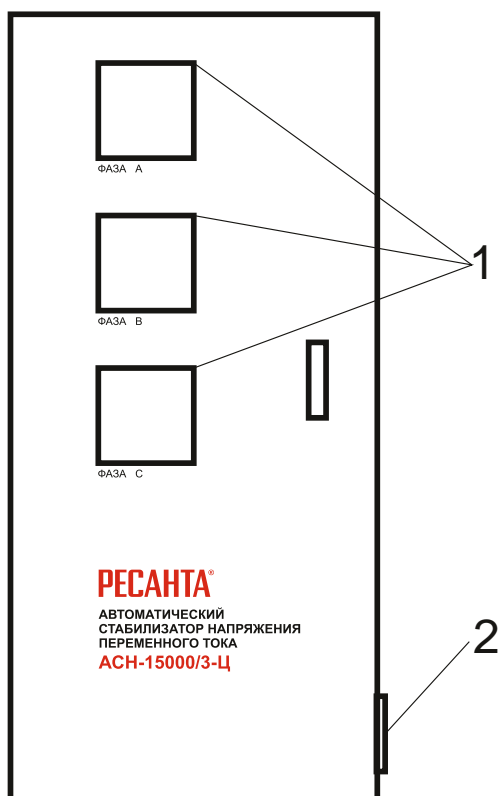 ФАЗА А
1
ФАЗА В
ФАЗА С
РЕСАНТА®
АВТОМАТИЧЕСКИЙ
СТАБИЛИЗАТОР НАПРЯЖЕНИЯ
ПЕРЕМЕННОГО ТОКА
АСН-15000/3-Ц
2